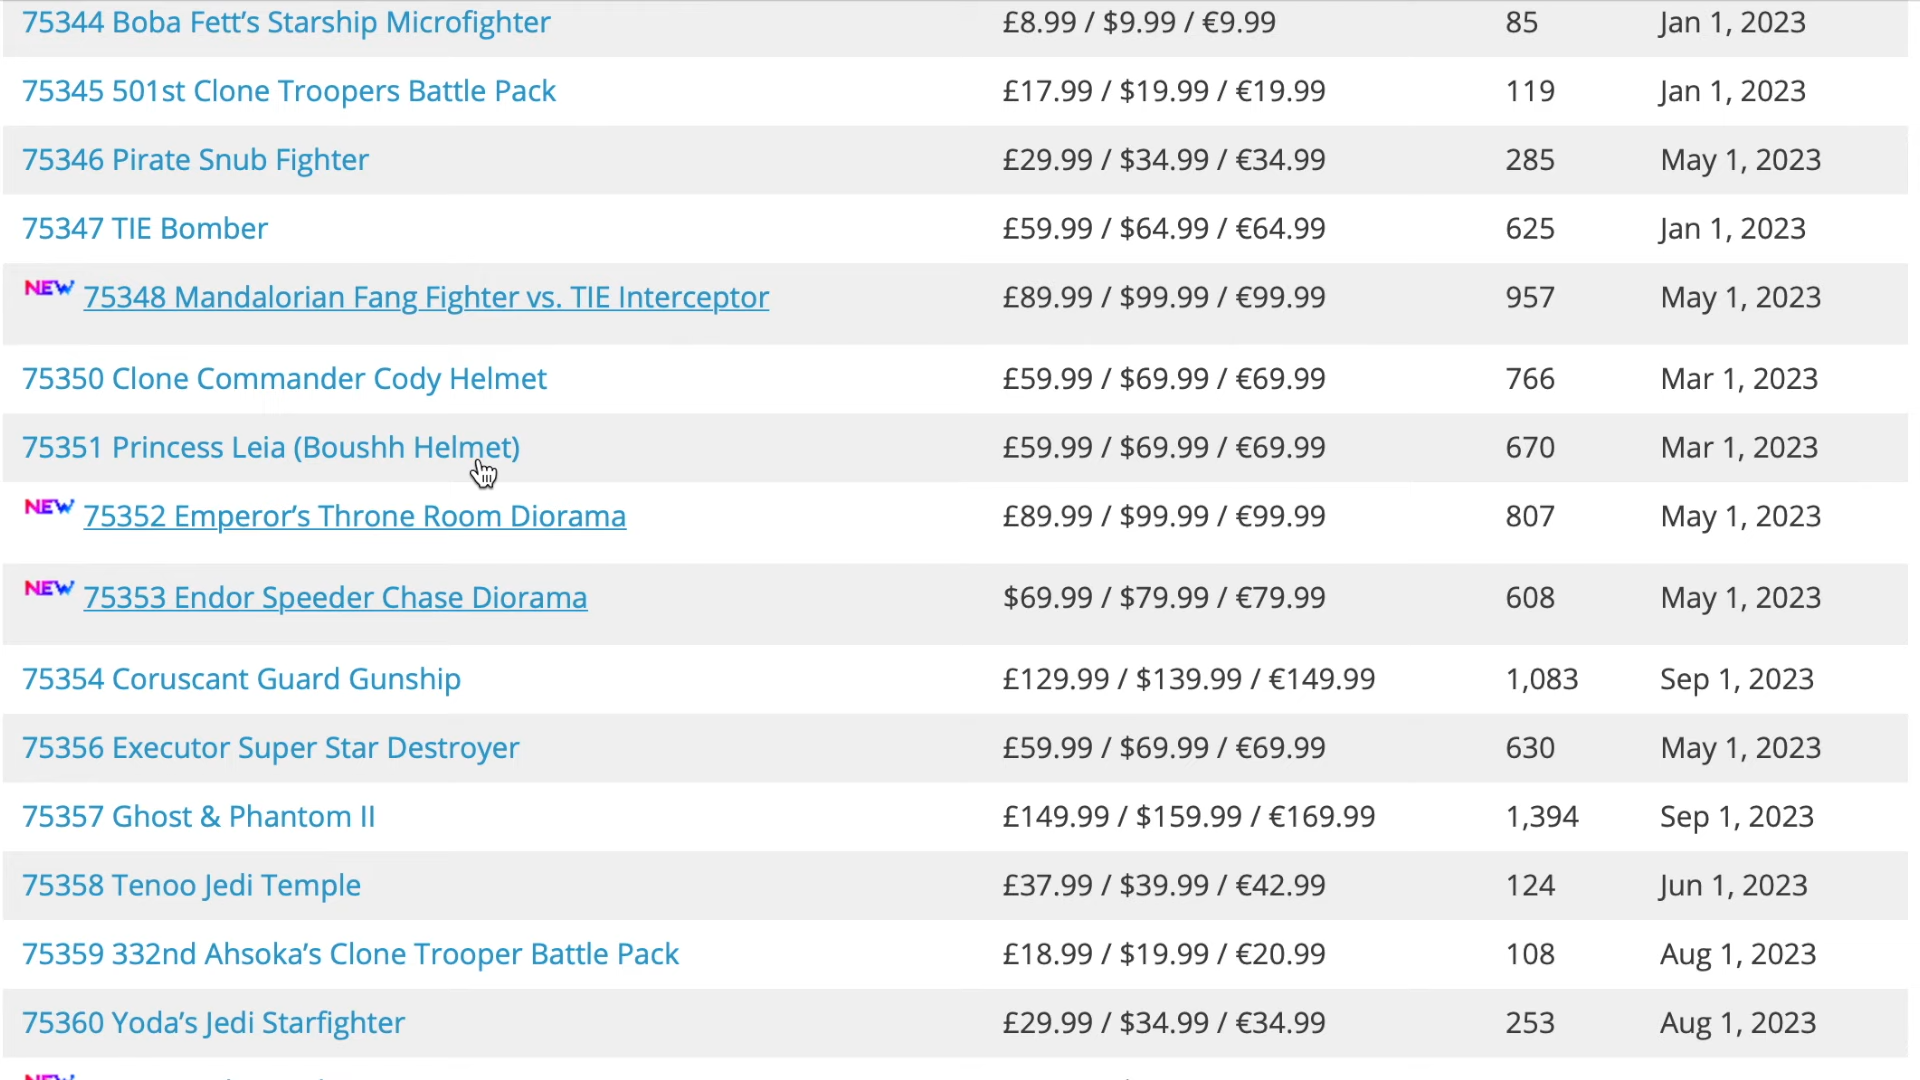 75344 Boba Fett’s Starship Microfighter £8.99 / $9.99 / €9.99 85 Jan 1, 2023
75345 501st Clone Troopers Battle Pack £17.99 / $19.99 / €19.99 119 Jan 1, 2023
75346 Pirate Snub Fighter £29.99 / $34.99 / €34.99 285 May 1, 2023
75347 TIE Bomber £59.99 / $64.99 / €64.99 625 Jan 1, 2023
NEW 75348 Mandalorian Fang Fighter vs. TIE Interceptor £89.99 / $99.99 / €99.99 957 May 1, 2023
75350 Clone Commander Cody Helmet £59.99 / $69.99 / €69.99 766 Mar 1, 2023
75351 Princess Leia (Boushh Helmet) £59.99 / $69.99 / €69.99 670 Mar 1, 2023
NEW 75352 Emperor’s Throne Room Diorama £89.99 / $99.99 / €99.99 807 May 1, 2023
NEW 75353 Endor Speeder Chase Diorama $69.99 / $79.99 / €79.99 608 May 1, 2023
75354 Coruscant Guard Gunship £129.99 / $139.99 / €149.99 1,083 Sep 1, 2023
75356 Executor Super Star Destroyer £59.99 / $69.99 / €69.99 630 May 1, 2023
75357 Ghost & Phantom II £149.99 / $159.99 / €169.99 1,394 Sep 1, 2023
75358 Tenoo Jedi Temple £37.99 / $39.99 / €42.99 124 Jun 1, 2023
75359 332nd Ahsoka’s Clone Trooper Battle Pack £18.99 / $19.99 / €20.99 108 Aug 1, 2023
75360 Yoda’s Jedi Starfighter £29.99 / $34.99 / €34.99 253 Aug 1, 2023
NEW